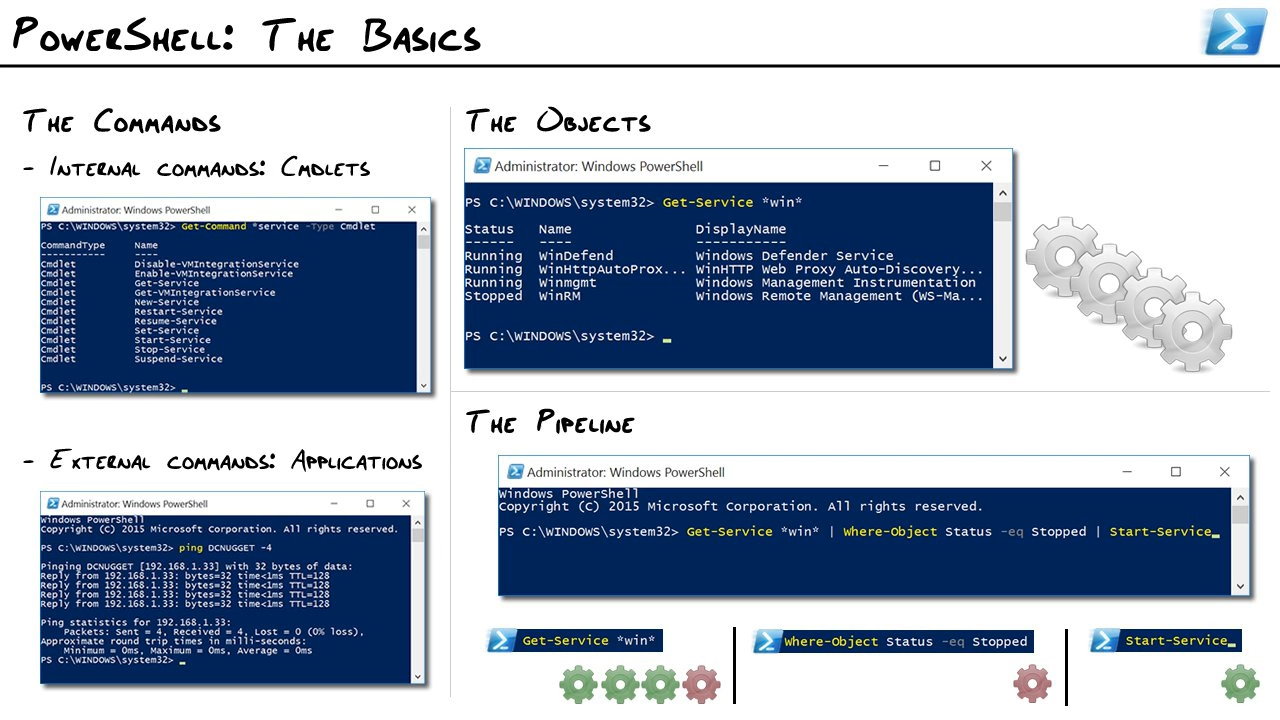 PowerShell: The Basics
The Commands
- Internal commands: Cmdlets
Administrator: Windows PowerShell
PS C:\WINDOWS\system32> Get-Command *service -Type Cmdlet
CommandType Name
----------- ----
Cmdlet Disable-VMIntegrationService
Cmdlet Enable-VMIntegrationService
Cmdlet Get-Service
Cmdlet Get-VMIntegrationService
Cmdlet New-Service
Cmdlet Restart-Service
Cmdlet Resume-Service
Cmdlet Set-Service
Cmdlet Start-Service
Cmdlet Stop-Service
Cmdlet Suspend-Service
PS C:\WINDOWS\system32>
- External commands: Applications
Administrator: Windows PowerShell
Windows PowerShell
Copyright (C) 2015 Microsoft Corporation. All rights reserved.
PS C:\WINDOWS\system32> ping DCNUGGET -4
Pinging DCNUGGET [192.168.1.33] with 32 bytes of data:
Reply from 192.168.1.33: bytes=32 time<1ms TTL=128
Reply from 192.168.1.33: bytes=32 time<1ms TTL=128
Reply from 192.168.1.33: bytes=32 time<1ms TTL=128
Reply from 192.168.1.33: bytes=32 time<1ms TTL=128
Ping statistics for 192.168.1.33:
Packets: Sent = 4, Received = 4, Lost = 0 (0% loss),
Approximate round trip times in milli-seconds:
Minimum = 0ms, Maximum = 0ms, Average = 0ms
PS C:\WINDOWS\system32>
The Objects
Administrator: Windows PowerShell
PS C:\WINDOWS\system32> Get-Service *win*
Status Name DisplayName
------ ---- -----------
Running WinDefend Windows Defender Service
Running WinHttpAutoProx... WinHTTP Web Proxy Auto-Discovery...
Running Winmgmt Windows Management Instrumentation
Stopped WinRM Windows Remote Management (WS-Ma...
PS C:\WINDOWS\system32> _
The Pipeline
Administrator: Windows PowerShell
Windows PowerShell
Copyright (C) 2015 Microsoft Corporation. All rights reserved.
PS C:\WINDOWS\system32> Get-Service *win* | Where-Object Status -eq Stopped | Start-Service_
Get-Service *win*
Where-Object Status -eq Stopped
Start-Service_